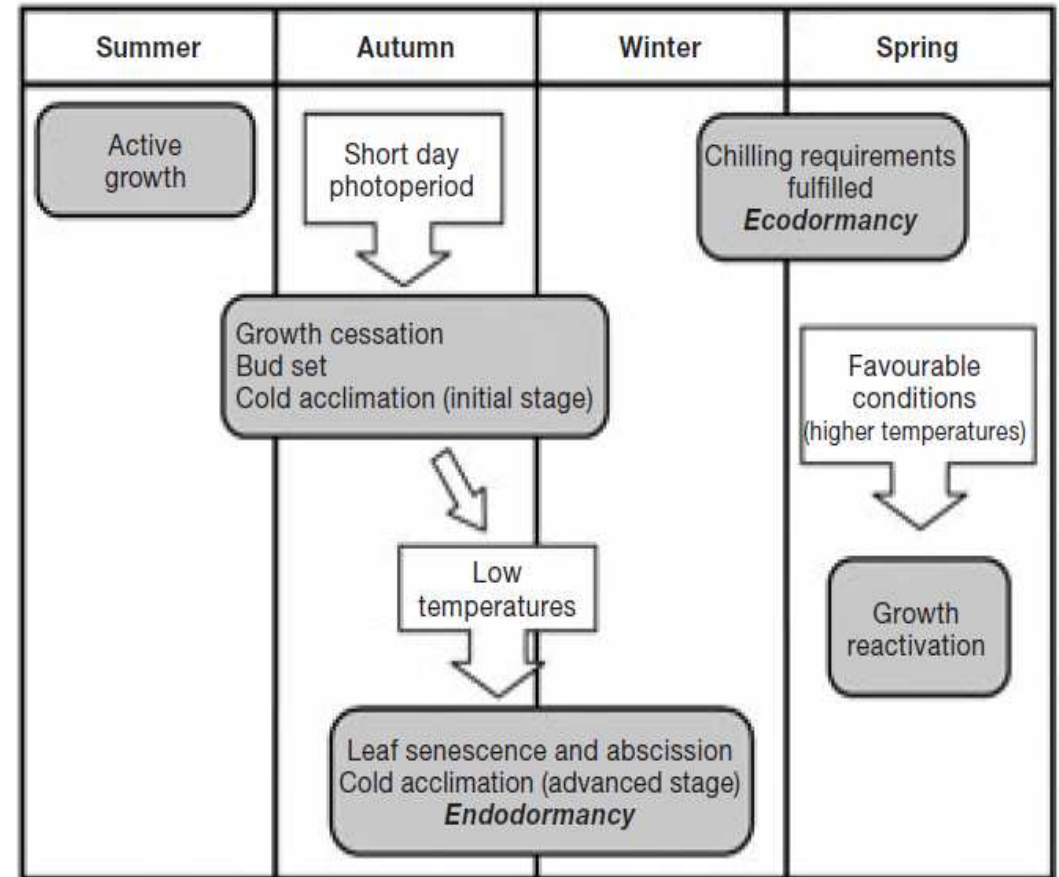 Summer
Autumn
Winter
Spring
Active
growth
Short day
photoperiod
Chilling requirements
fulfilled
Ecodormancy
Growth cessation
Bud set
Cold acclimation (initial stage)
Favourable
conditions
(higher temperatures)
Low
temperatures
Growth
reactivation
Leaf senescence and abscission
Cold acclimation (advanced stage)
Endodormancy